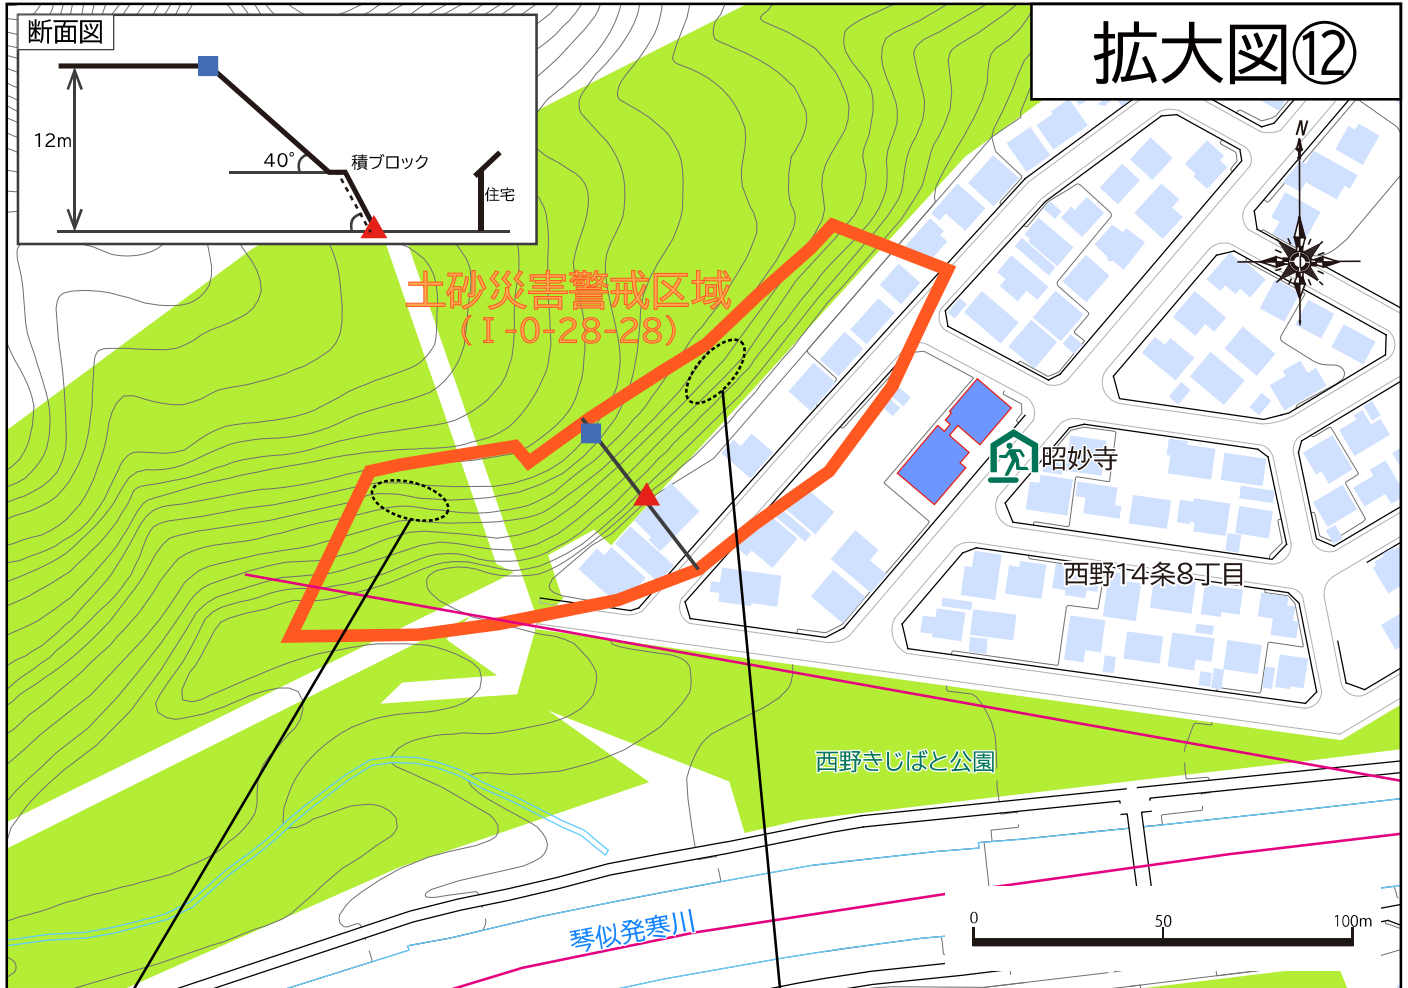 断面図
12m
40°
積ブロック
住宅
拡大図⑫
N
土砂災害警戒区域
(Ⅰ-0-28-28)
昭妙寺
西野14条8丁目
西野きじばと公園
琴似発寒川
0 50 100m